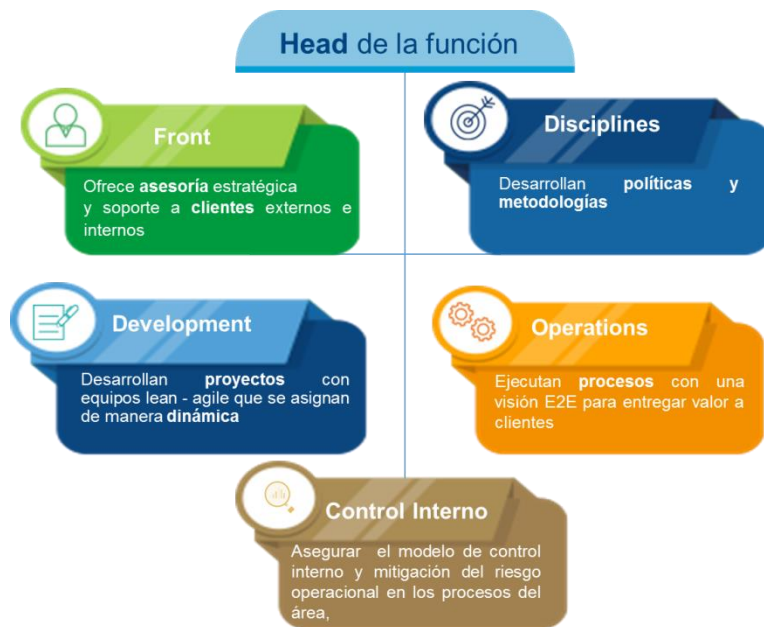 Head de la función
Front
Ofrece asesoría estratégica
y soporte a clientes externos e
internos
Disciplines
Desarrollan políticas y
metodologías
Development
Desarrollan proyectos con
equipos lean - agile que se asignan
de manera dinámica
Operations
Ejecutan procesos con una
visión E2E para entregar valor a
clientes
Control Interno
Asegurar el modelo de control
interno y mitigación del riesgo
operacional en los procesos del
área,